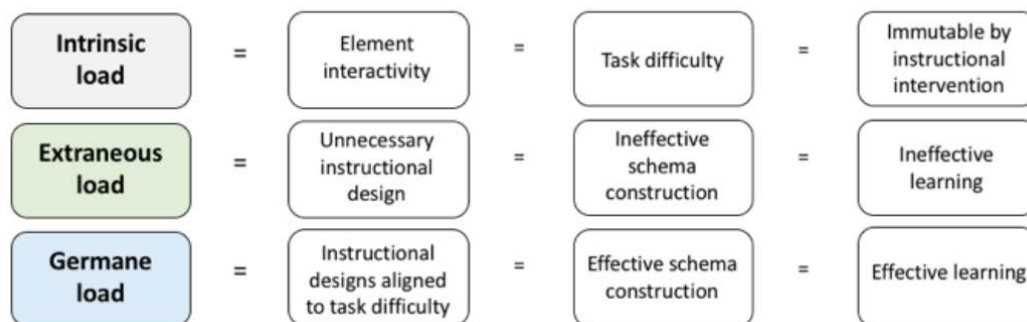 Intrinsic
load
=
Element
interactivity
=
Task difficulty
=
Immutable by
instructional
intervention
Extraneous
load
=
Unnecessary
instructional
design
=
Ineffective
schema
construction
=
Ineffective
learning
Germane
load
=
Instructional
designs aligned
to task difficulty
=
Effective schema
construction
=
Effective learning